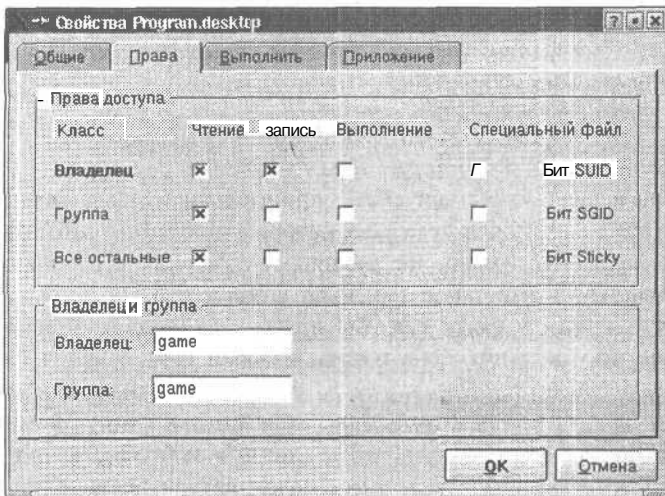 Свойства Program.desktop
Общие Права Выполнить Приложение
Права доступа
Класс Чтение запись Выполнение Специальный файл
Владелец Бит SUID
Группа Бит SGID
Все остальные Бит Sticky
Владелец и группа
Владелец: game
Группа: game
OK Отмена